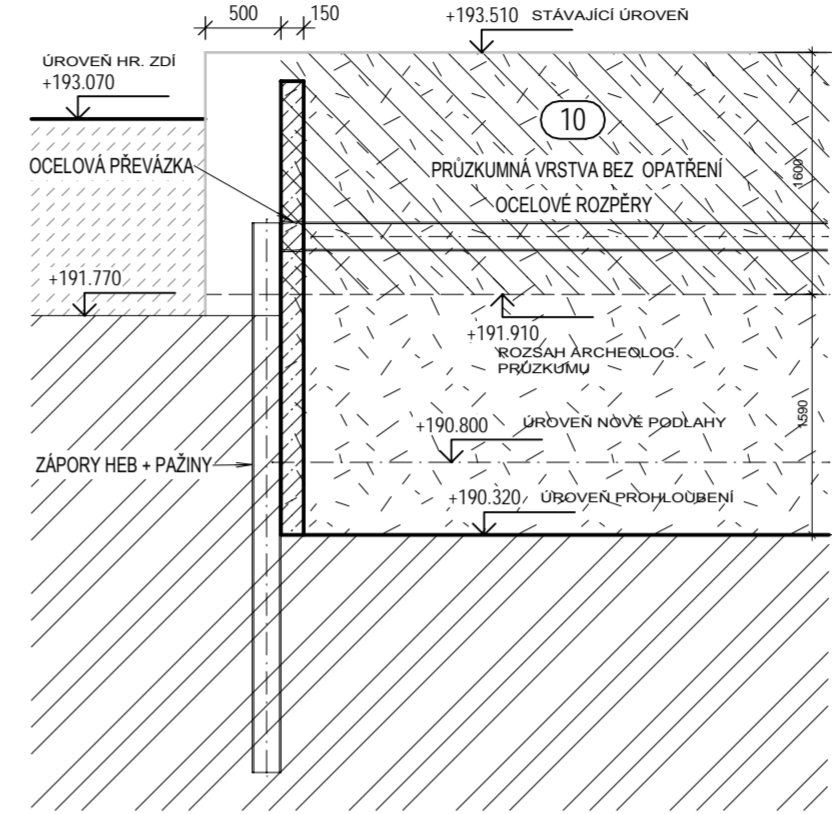 500
150
+193.510 STÁVAJÍCÍ ÚROVEŇ
ÚROVEŇ HR. ZDÍ
+193.070
10
OCELOVÁ PŘEVÁZKA
PRŮZKUMNÁ VRSTVA BEZ OPATŘENÍ
1600
OCELOVÉ ROZPĚRY
+191.770
+191.910
ROZSAH ARCHEOLOG.
PRŮZKUMU
+190.800 ÚROVEŇ NOVÉ PODLAHY
1590
ZÁPORY HEB + PAŽINY
+190.320 ÚROVEŇ PROHLOUBENÍ